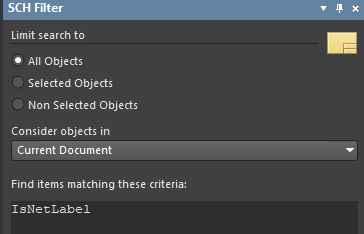 SCH Filter
Limit search to
All Objects
Selected Objects
Non Selected Objects
Consider objects in
Current Document
Find items matching these criteria:
IsNetLabel